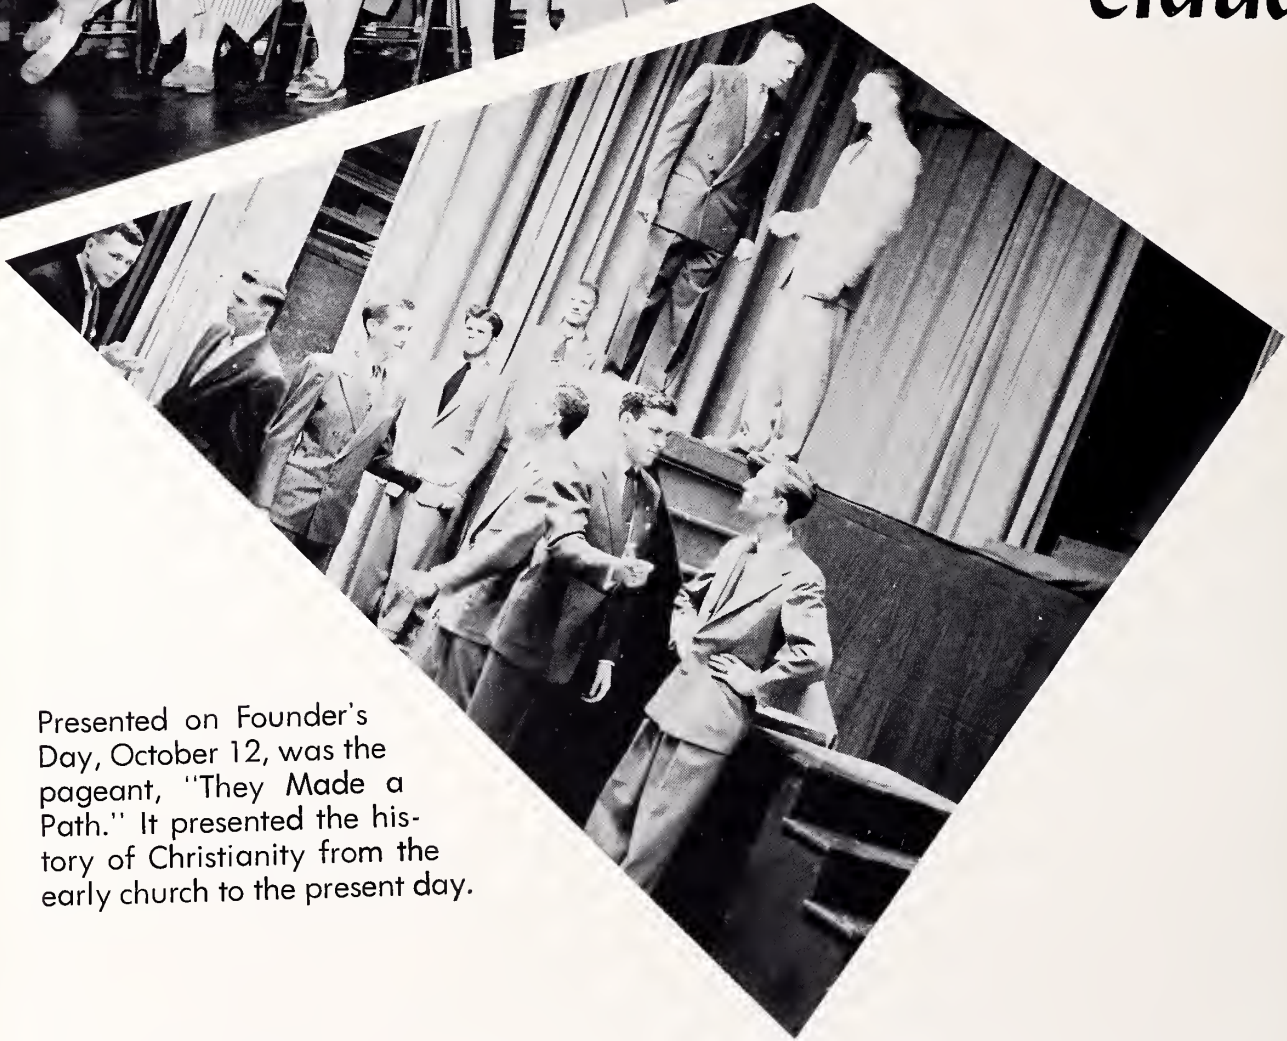 Presented on Founder's
Day, October 12, was the
pageant, "They Made a
Path." It presented the his-
tory of Christianity from the
early church to the present day.